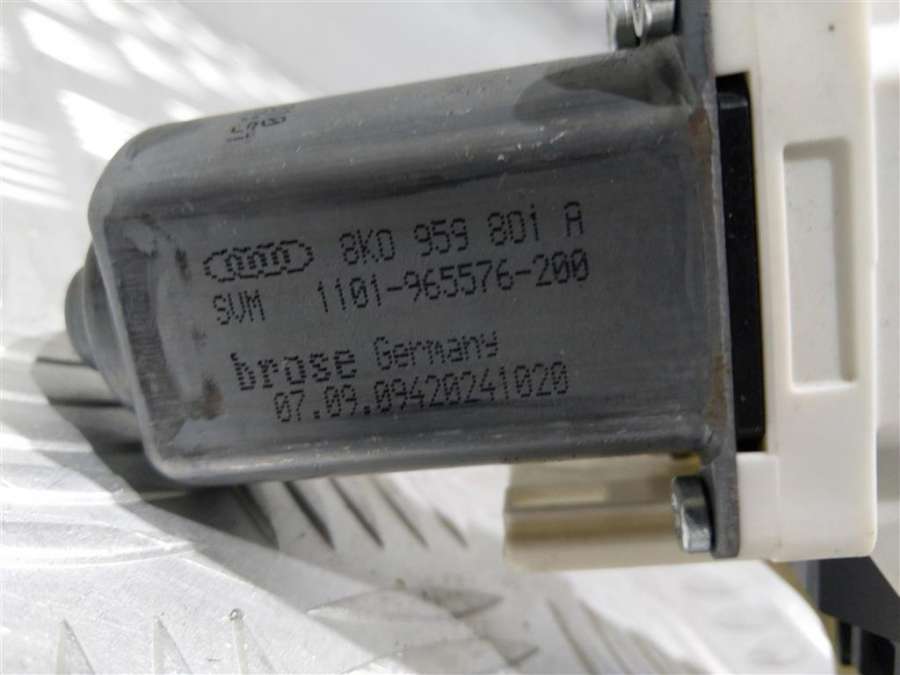 8K0 959 801 A
SVM 1101-965576-200
brose Germany
07.09.09420241020